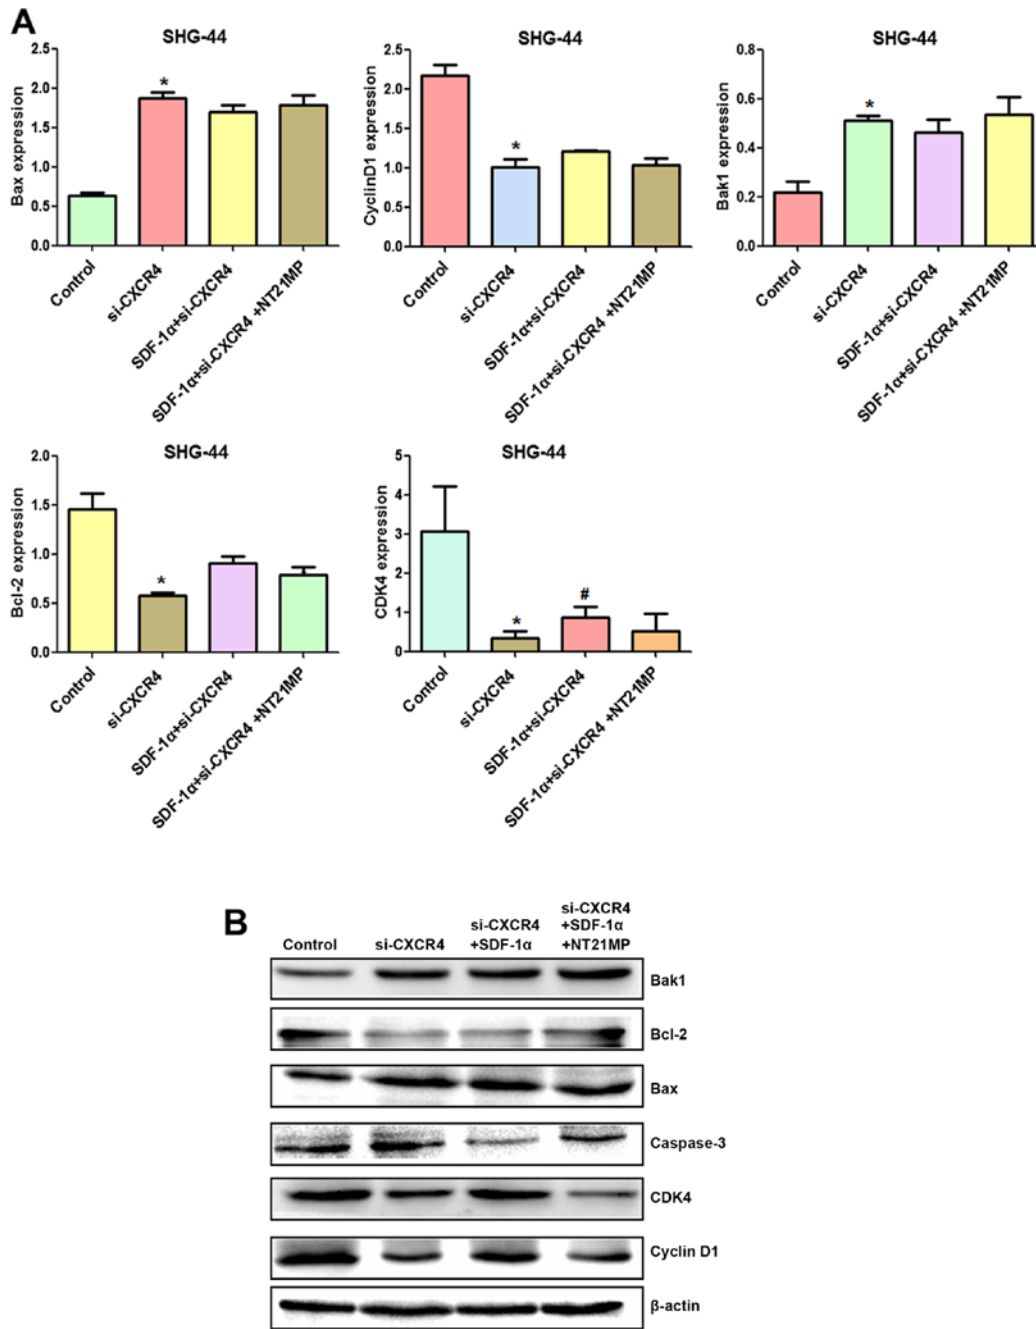 A
SHG-44
Bax expression
2.5
2.0
1.5
1.0
0.5
0.0
*
Control
si-CXCR4
SDF-1α+si-CXCR4
SDF-1α+si-CXCR4 +NT21MP
SHG-44
CyclinD1 expression
2.5
2.0
1.5
1.0
0.5
0.0
*
Control
si-CXCR4
SDF-1α+si-CXCR4
SDF-1α+si-CXCR4 +NT21MP
SHG-44
Bak1 expression
0.8
0.6
0.4
0.2
0.0
*
Control
si-CXCR4
SDF-1α+si-CXCR4
SDF-1α+si-CXCR4 +NT21MP
SHG-44
Bcl-2 expression
2.0
1.5
1.0
0.5
0.0
*
Control
si-CXCR4
SDF-1α+si-CXCR4
SDF-1α+si-CXCR4 +NT21MP
SHG-44
CDK4 expression
5
4
3
2
1
0
*
#
Control
si-CXCR4
SDF-1α+si-CXCR4
SDF-1α+si-CXCR4 +NT21MP
B
Control
si-CXCR4
si-CXCR4
+SDF-1α
si-CXCR4
+SDF-1α
+NT21MP
Bak1
Bcl-2
Bax
Caspase-3
CDK4
Cyclin D1
β-actin